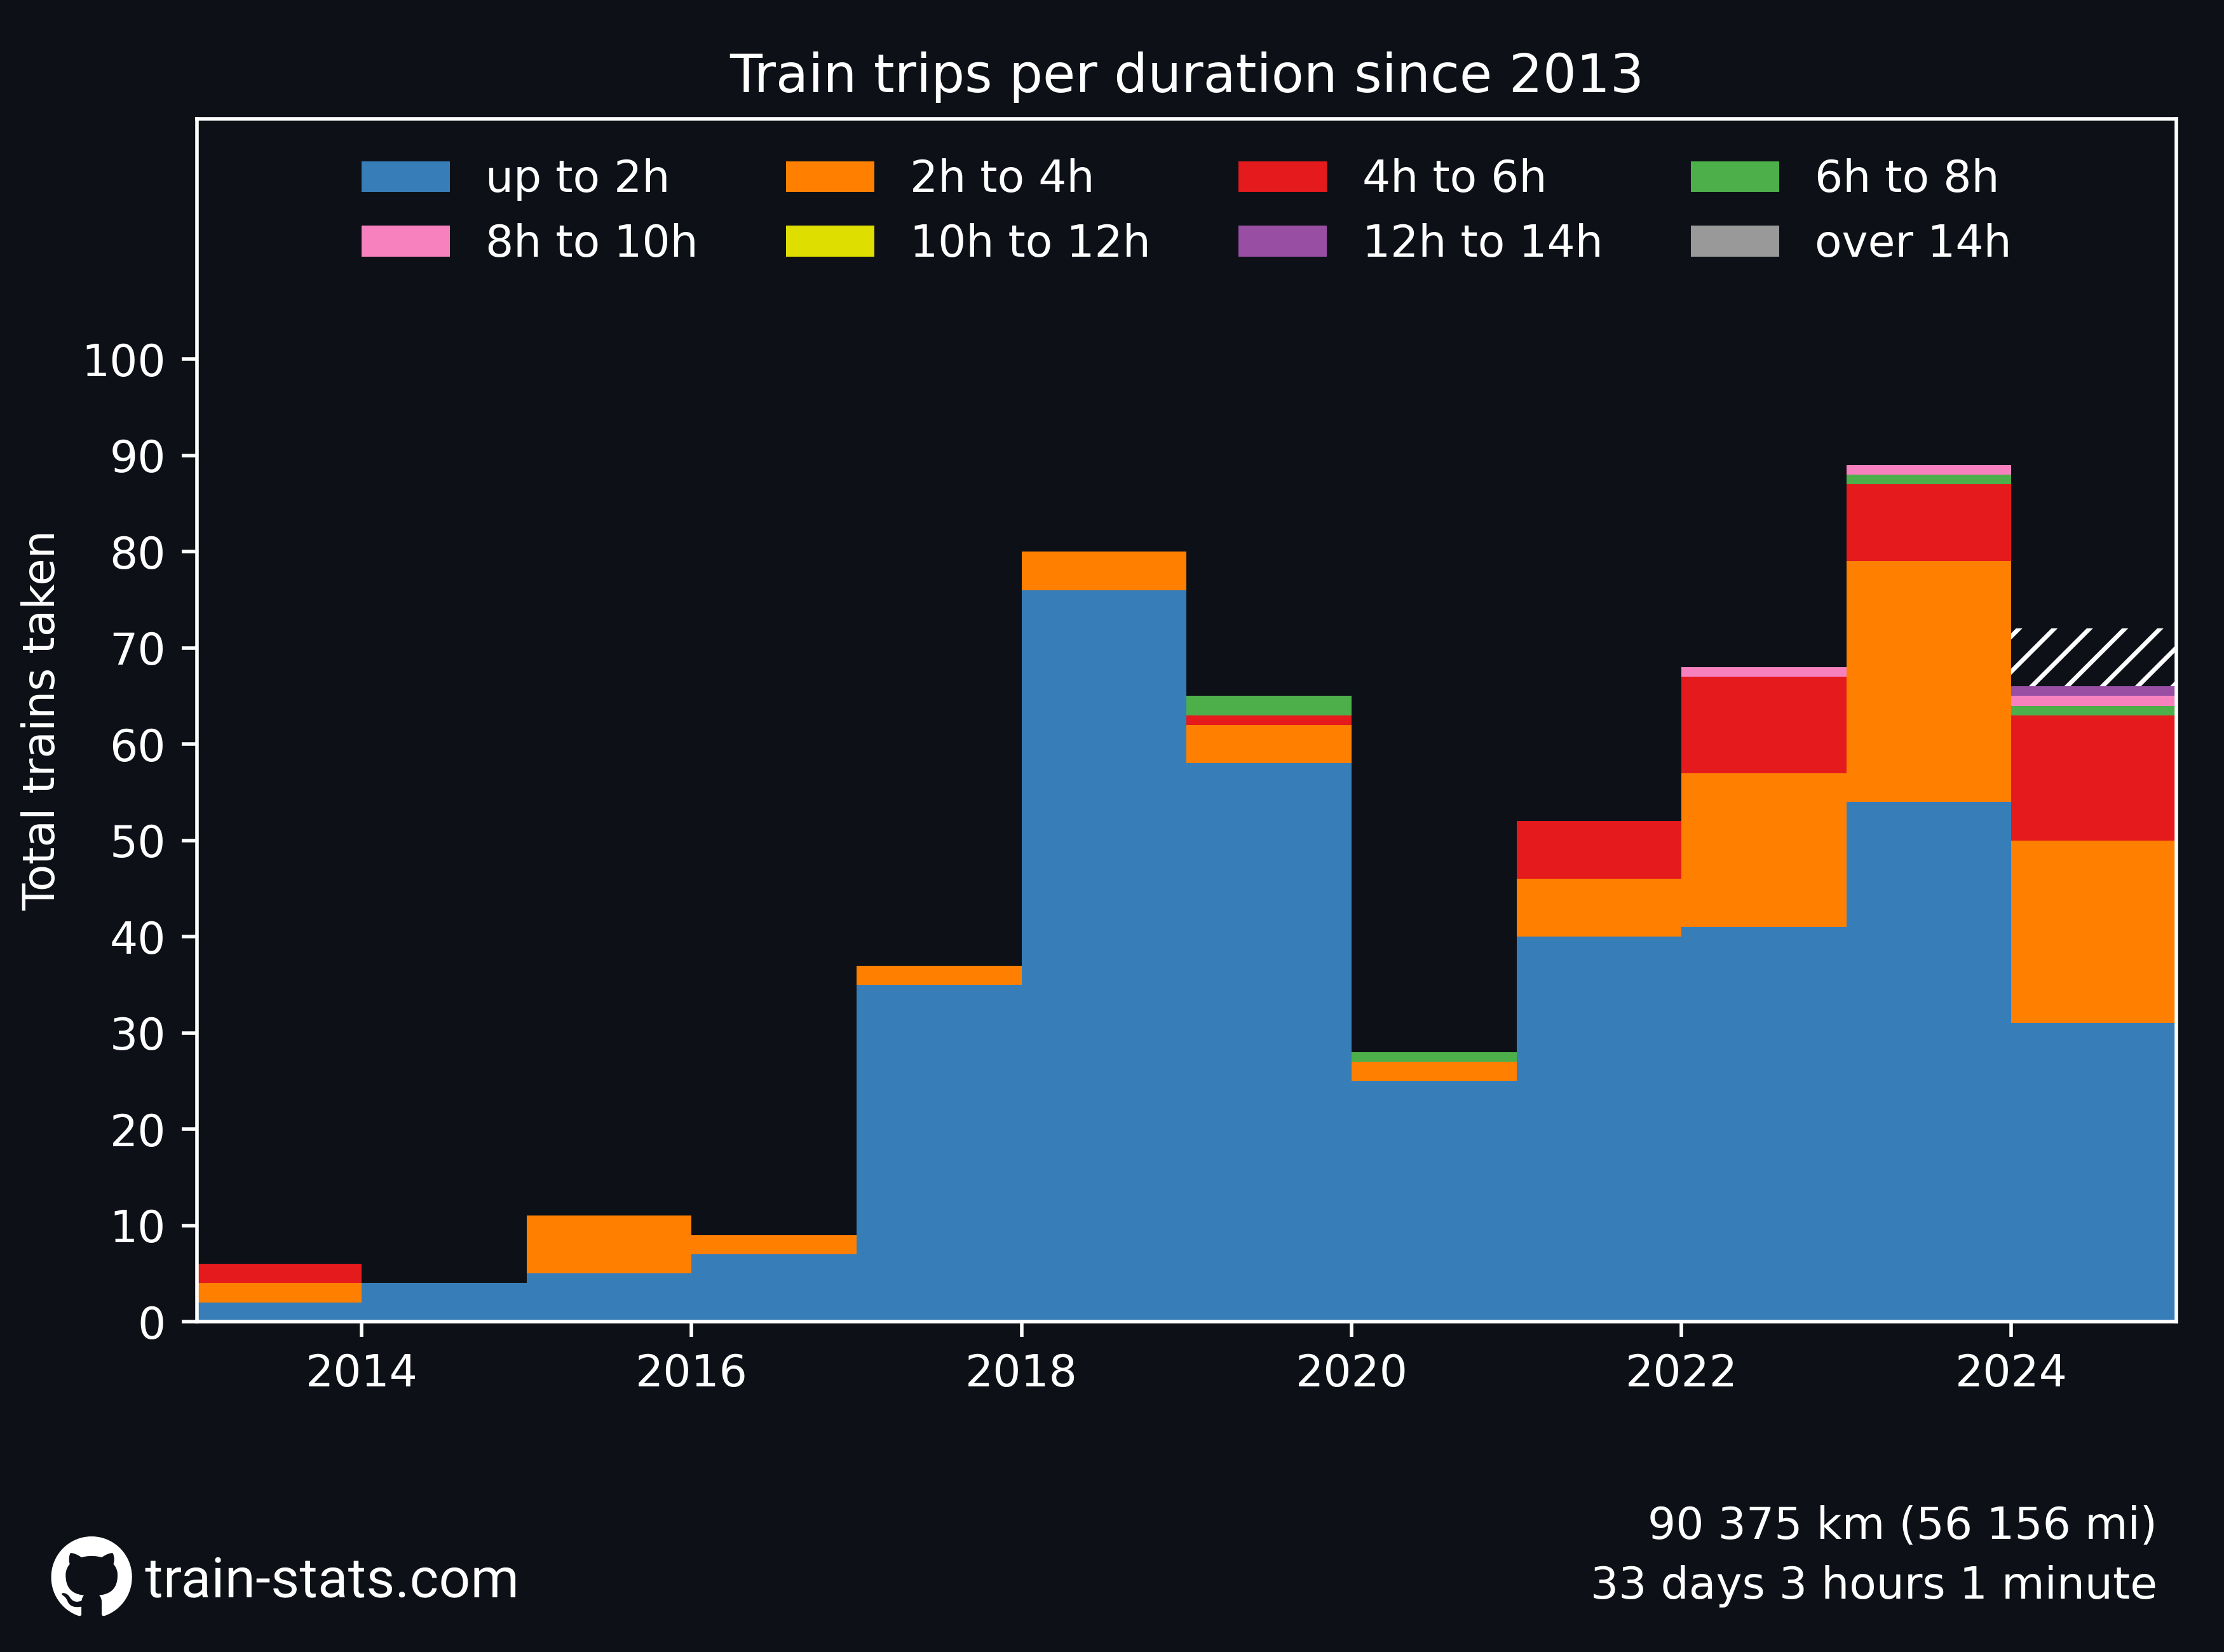 Train trips per duration since 2013
up to 2h 2h to 4h 4h to 6h 6h to 8h
8h to 10h 10h to 12h 12h to 14h over 14h
Total trains taken
100
90
80
70
60
50
40
30
20
10
0
2014 2016 2018 2020 2022 2024
90 375 km (56 156 mi)
train-stats.com
33 days 3 hours 1 minute